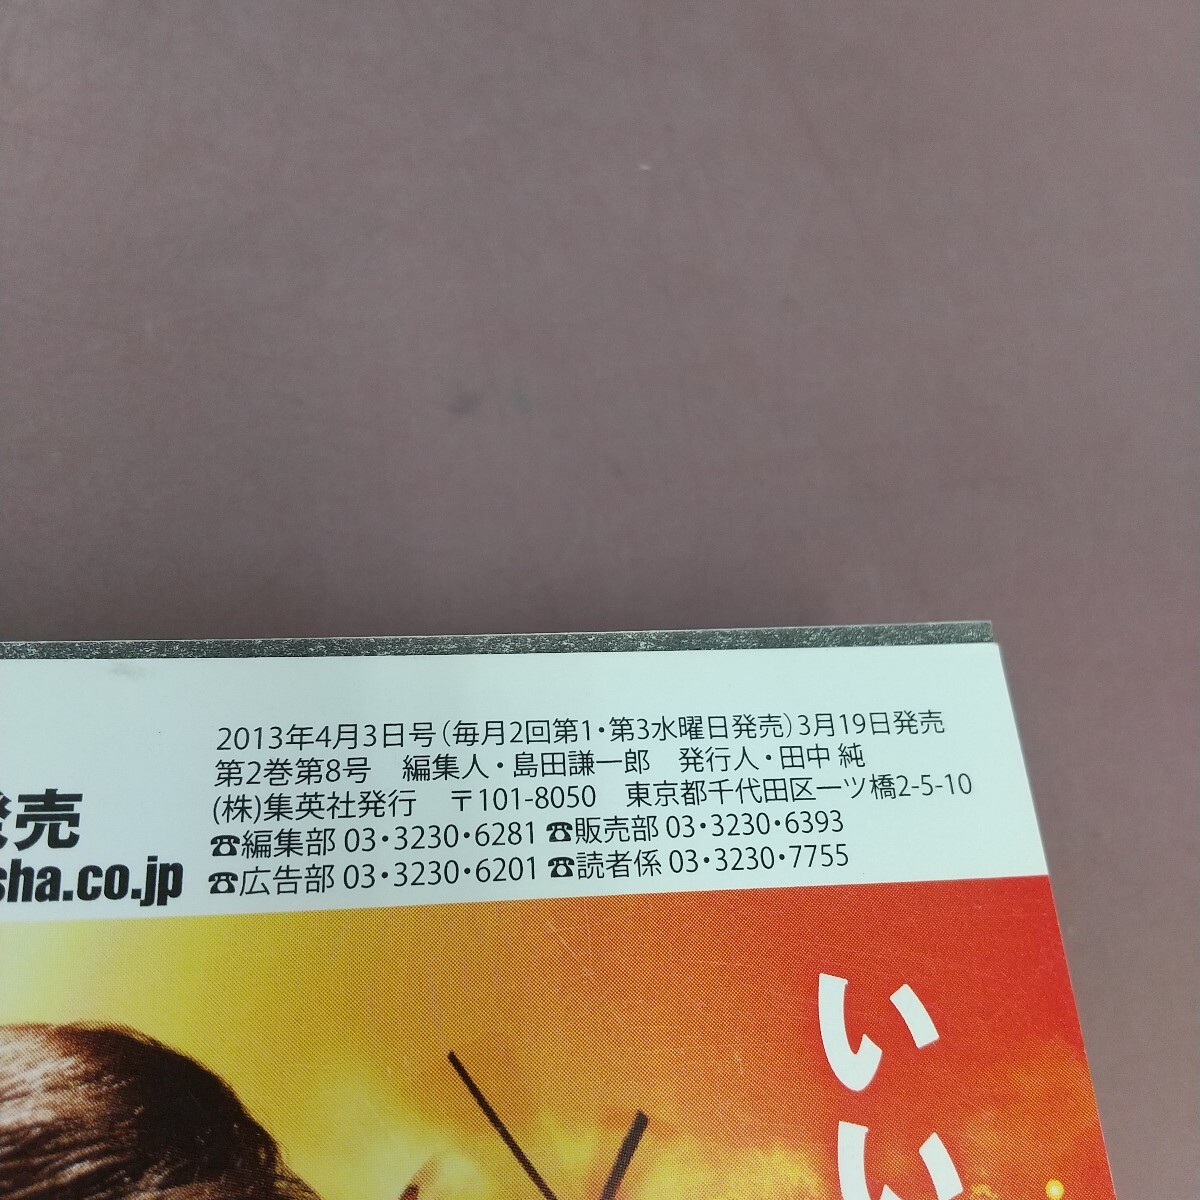 2013年4月3日号(毎月2回第1・第3水曜日発売)3月19日発売
第2巻第8号 編集人・島田謙一郎 発行人・田中 純
(株)集英社発行 〒101-8050 東京都千代田区一ツ橋2-5-10
☎編集部 03・3230・6281 ☎販売部 03・3230・6393
☎広告部 03・3230・6201 ☎読者係 03・3230・7755
発売
sha.co.jp
いい